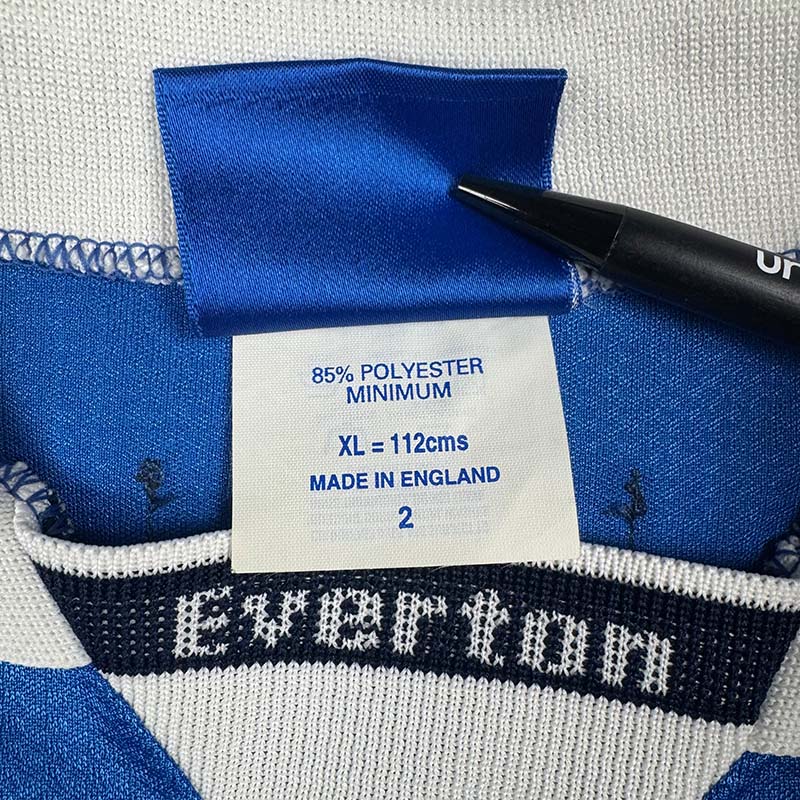 85% POLYESTER
MINIMUM
XL = 112cms
MADE IN ENGLAND
2
Everton